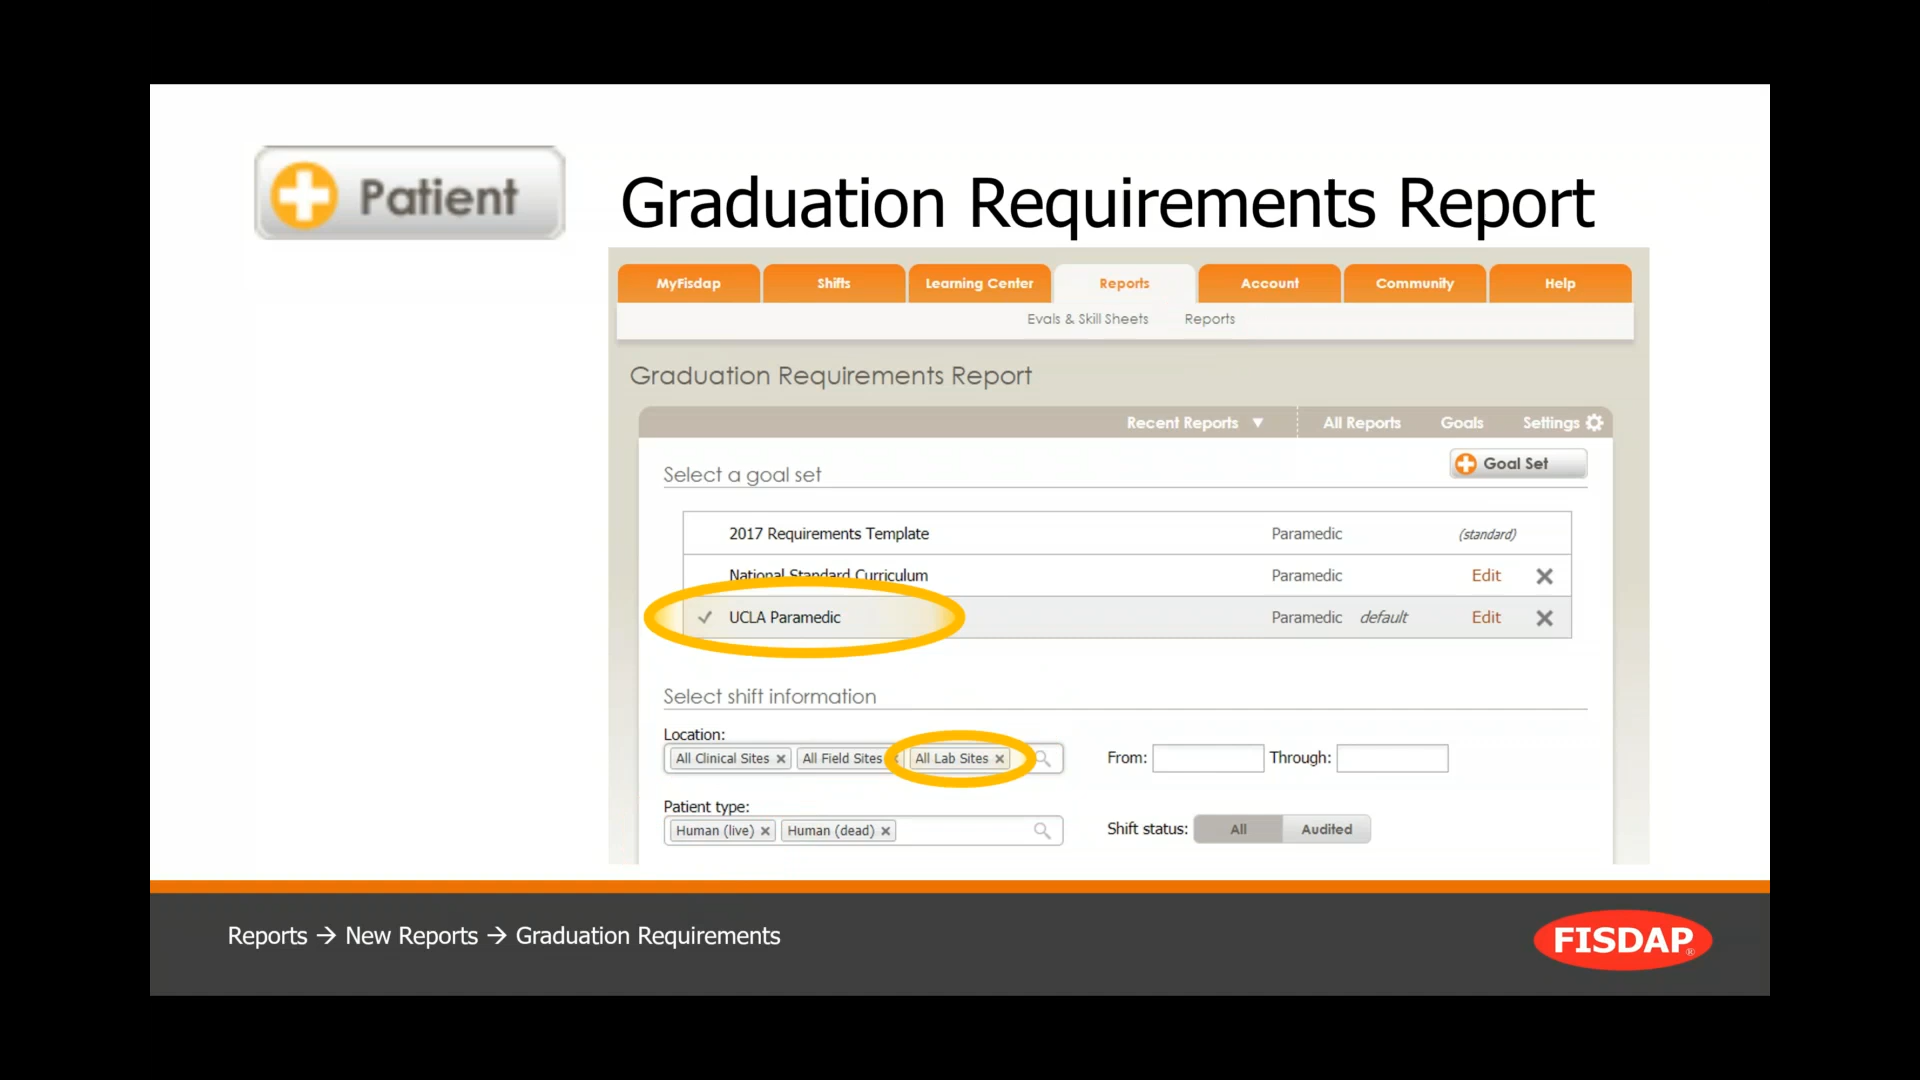 Patient
Graduation Requirements Report
MyFisdap Shifts Learning Center Reports Account Community Help
Evals & Skill Sheets Reports
Graduation Requirements Report
Recent Reports ▼ All Reports Goals Settings
Select a goal set
Goal Set
2017 Requirements Template Paramedic (standard)
National Standard Curriculum Paramedic Edit
UCLA Paramedic Paramedic default Edit
Select shift information
Location:
All Clinical Sites × All Field Sites All Lab Sites × From: Through:
Patient type:
Human (live) × Human (dead) × Shift status: All Audited
Reports → New Reports → Graduation Requirements
FISDAP®